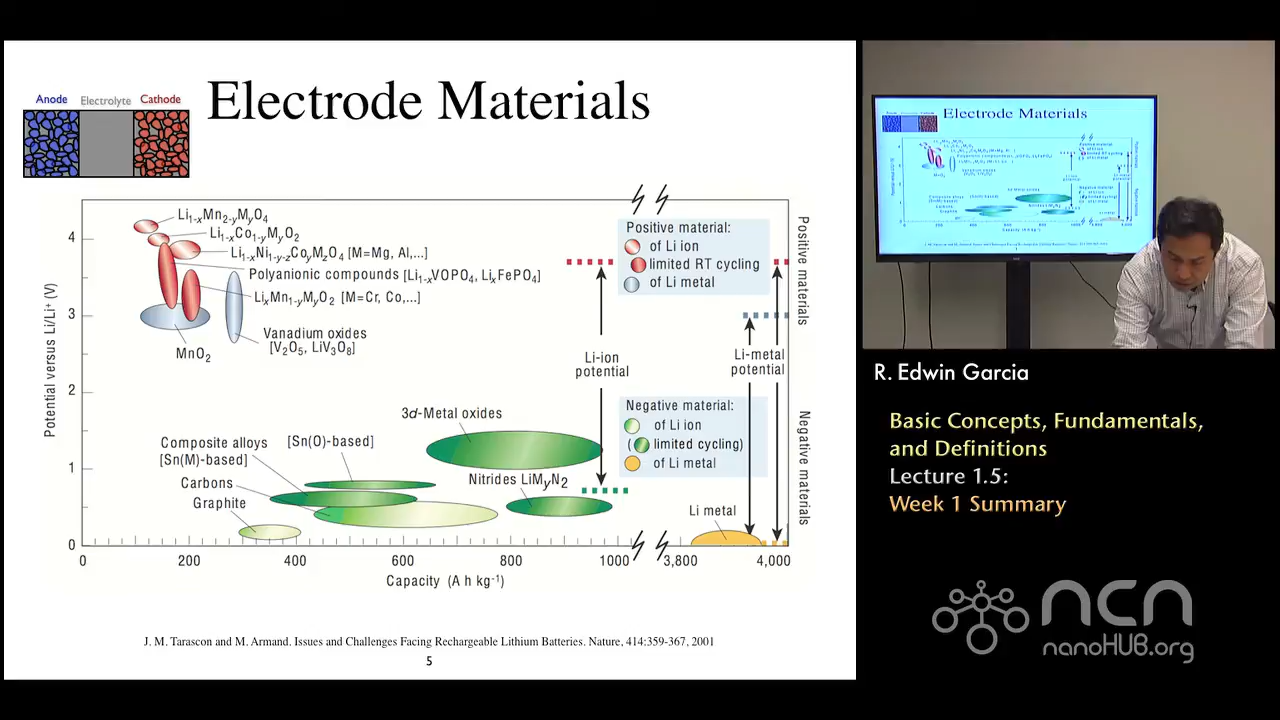 Electrode Materials
Anode Electrolyte Cathode
Li1-xMn2-yMyO4
Li1-xCo1-yMyO2
Li1-xNi1-y-zCoyMzO4 [M=Mg, Al,...]
Polyanionic compounds [Li1-xVOPO4, LixFePO4]
LixMn1-yMyO2 [M=Cr, Co,...]
Vanadium oxides
[V2O5, LiV3O8]
MnO2
Positive material:
of Li ion
limited RT cycling
of Li metal
Positive materials
Li-ion
potential
Li-metal
potential
Negative material:
of Li ion
( limited cycling)
of Li metal
Negative materials
3d-Metal oxides
Composite alloys
[Sn(M)-based]
[Sn(O)-based]
Carbons
Graphite
Nitrides LiMyN2
Li metal
Potential versus Li/Li+ (V)
4
3
2
1
0
0 200 400 600 800 1000 3,800 4,000
Capacity (A h kg-1)
J. M. Tarascon and M. Armand. Issues and Challenges Facing Rechargeable Lithium Batteries. Nature, 414:359-367, 2001
5
Electrode Materials
R. Edwin Garcia
Basic Concepts, Fundamentals,
and Definitions
Lecture 1.5:
Week 1 Summary
ncn
nanoHUB.org